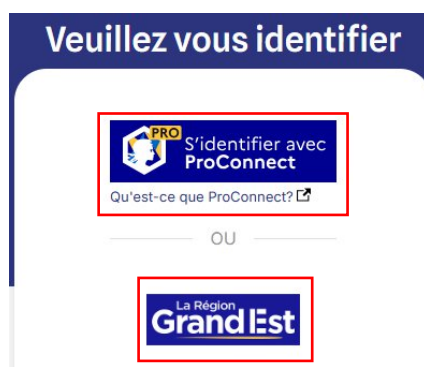 Veuillez vous identifier
PRO
S'identifier avec
ProConnect
Qu'est-ce que ProConnect?
OU
La Région
Grand Est